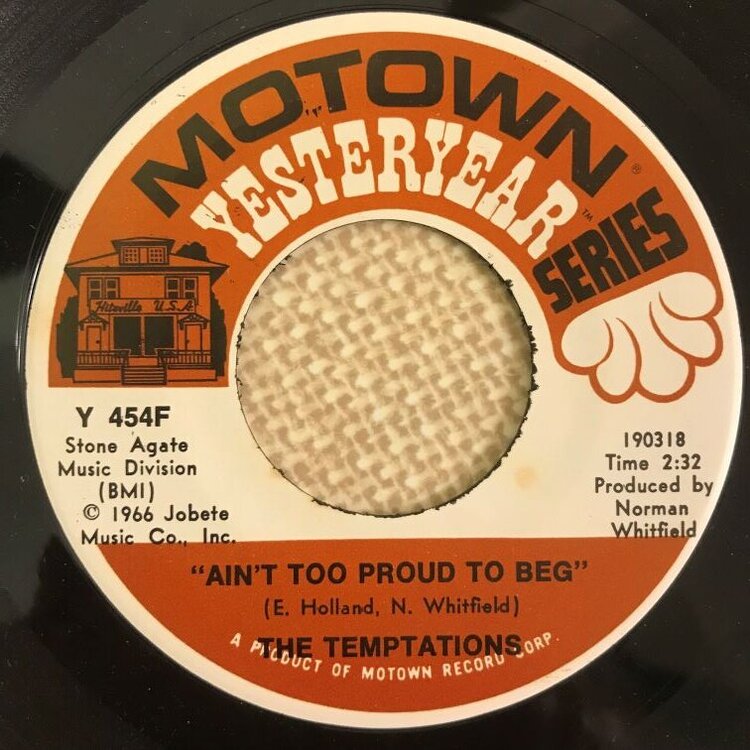 MOTOWN®
YESTERYEAR™
SERIES
Hitsville U.S.A
Y 454F
Stone Agate
Music Division
(BMI)
© 1966 Jobete
Music Co., Inc.
190318
Time 2:32
Produced by
Norman
Whitfield
"AIN'T TOO PROUD TO BEG"
(E. Holland, N. Whitfield)
THE TEMPTATIONS
A PRODUCT OF MOTOWN RECORD CORP.